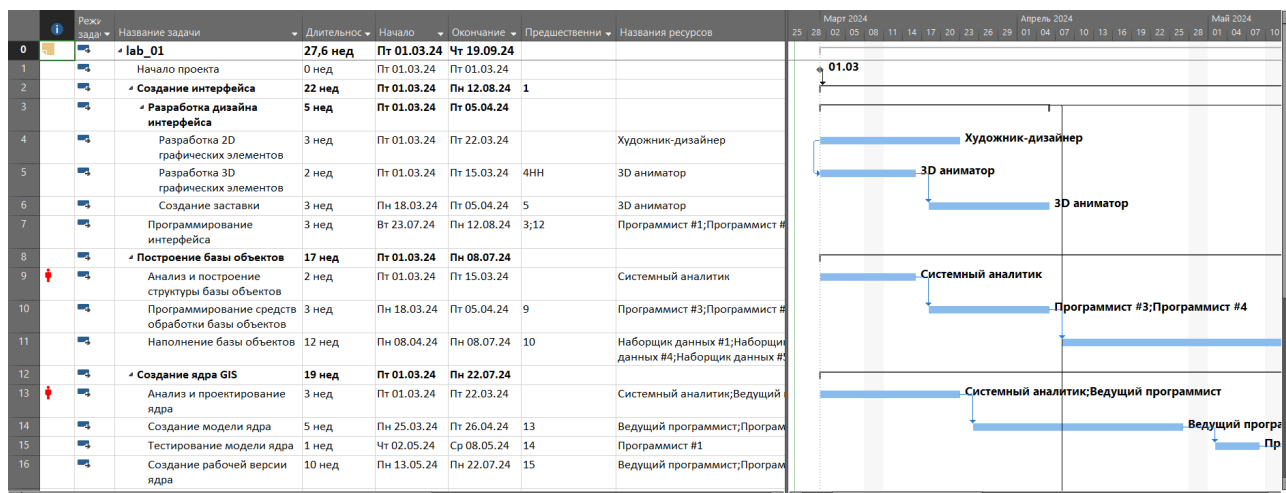 Март 2024 Апрель 2024 Май 2024
Режи
задач Название задачи Длительнос Начало Окончание Предшественни Названия ресурсов 25 28 02 05 08 11 14 17 20 23 26 29 01 04 07 10 13 16 19 22 25 28 01 04 07 10
0 lab_01 27,6 нед Пт 01.03.24 Чт 19.09.24
1 Начало проекта 0 нед Пт 01.03.24 Пт 01.03.24 01.03
2 Создание интерфейса 22 нед Пт 01.03.24 Пн 12.08.24 1
3 Разработка дизайна 5 нед Пт 01.03.24 Пт 05.04.24
интерфейса
4 Разработка 2D 3 нед Пт 01.03.24 Пт 22.03.24 Художник-дизайнер Художник-дизайнер
графических элементов
5 Разработка 3D 2 нед Пт 01.03.24 Пт 15.03.24 4НН 3D аниматор 3D аниматор
графических элементов
6 Создание заставки 3 нед Пн 18.03.24 Пт 05.04.24 5 3D аниматор 3D аниматор
7 Программирование 3 нед Вт 23.07.24 Пн 12.08.24 3;12 Программист #1;Программист #
интерфейса
8 Построение базы объектов 17 нед Пт 01.03.24 Пн 08.07.24
9 Анализ и построение 2 нед Пт 01.03.24 Пт 15.03.24 Системный аналитик Системный аналитик
структуры базы объектов
10 Программирование средств 3 нед Пн 18.03.24 Пт 05.04.24 9 Программист #3;Программист # Программист #3;Программист #4
обработки базы объектов
11 Наполнение базы объектов 12 нед Пн 08.04.24 Пн 08.07.24 10 Наборщик данных #1;Наборщи
данных #4;Наборщик данных #5
12 Создание ядра GIS 19 нед Пт 01.03.24 Пн 22.07.24
13 Анализ и проектирование 3 нед Пт 01.03.24 Пт 22.03.24 Системный аналитик;Ведущий Системный аналитик;Ведущий программист
ядра
14 Создание модели ядра 5 нед Пн 25.03.24 Пт 26.04.24 13 Ведущий программист;Програм Ведущий програ
15 Тестирование модели ядра 1 нед Чт 02.05.24 Ср 08.05.24 14 Программист #1 Пр
16 Создание рабочей версии 10 нед Пн 13.05.24 Пн 22.07.24 15 Ведущий программист;Програм
ядра